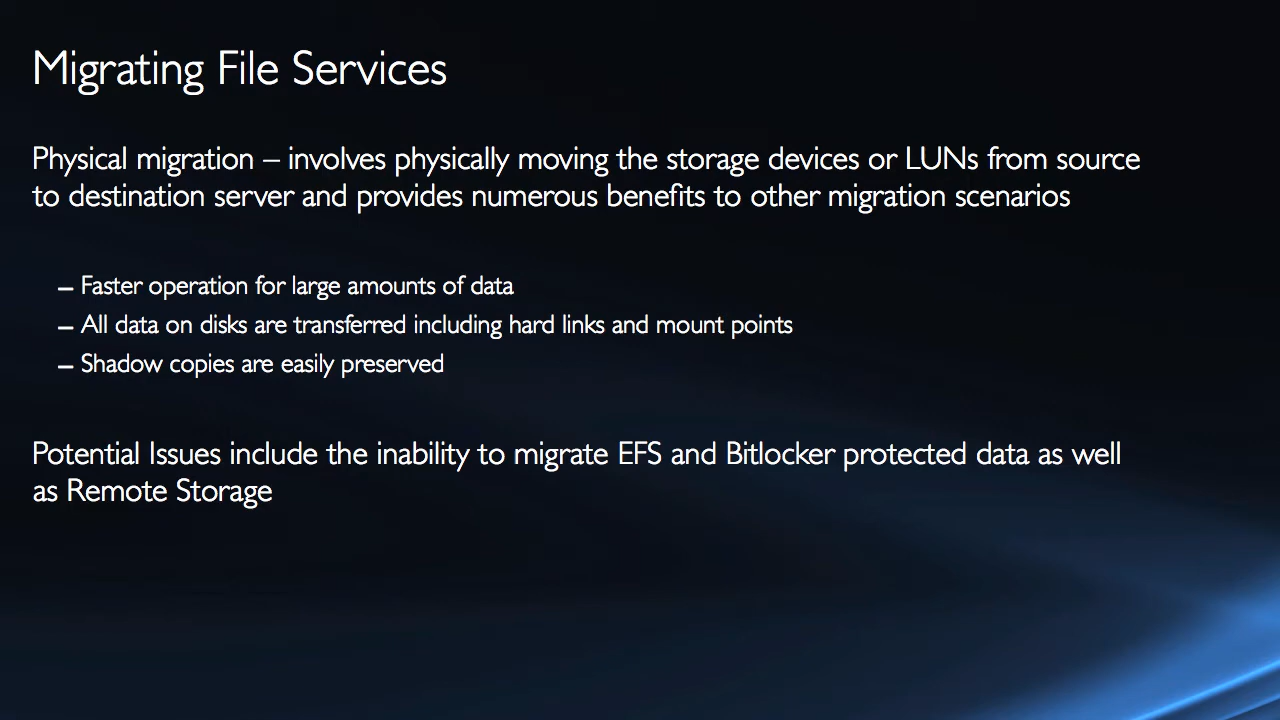 Migrating File Services
Physical migration – involves physically moving the storage devices or LUNs from source
to destination server and provides numerous benefits to other migration scenarios
– Faster operation for large amounts of data
– All data on disks are transferred including hard links and mount points
– Shadow copies are easily preserved
Potential Issues include the inability to migrate EFS and Bitlocker protected data as well
as Remote Storage